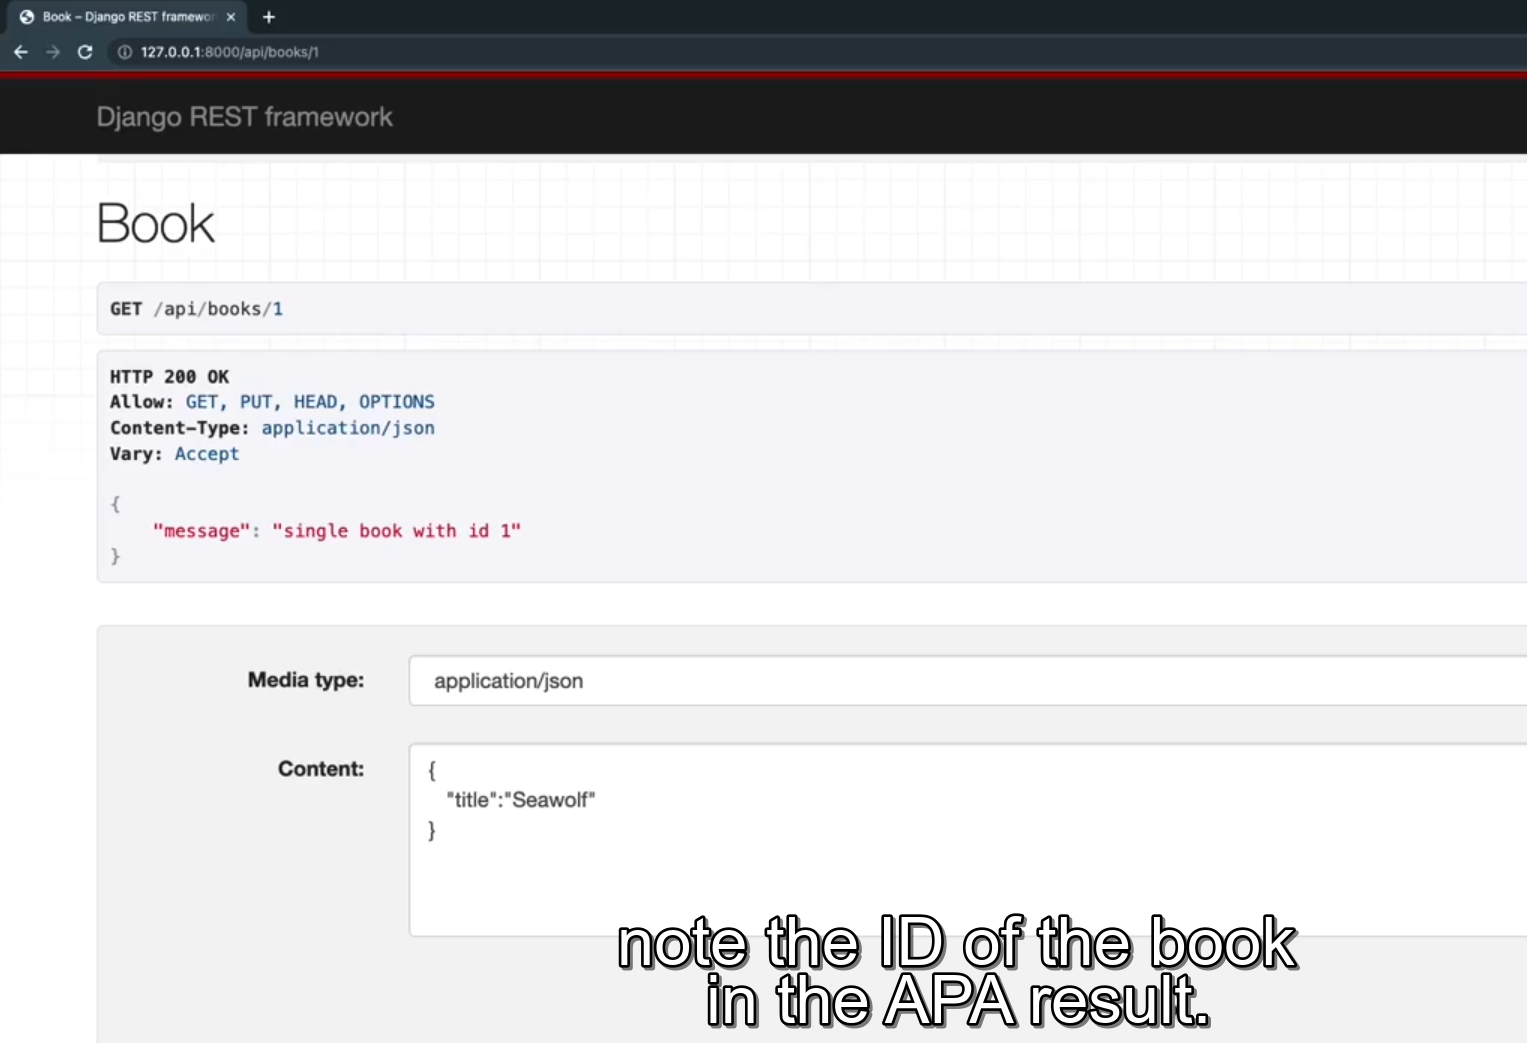 Book – Django REST framewor
127.0.0.1:8000/api/books/1
Django REST framework
Book
GET /api/books/1
HTTP 200 OK
Allow: GET, PUT, HEAD, OPTIONS
Content-Type: application/json
Vary: Accept
{
"message": "single book with id 1"
}
Media type:
application/json
Content:
{
"title":"Seawolf"
}
note the ID of the book
in the APA result.